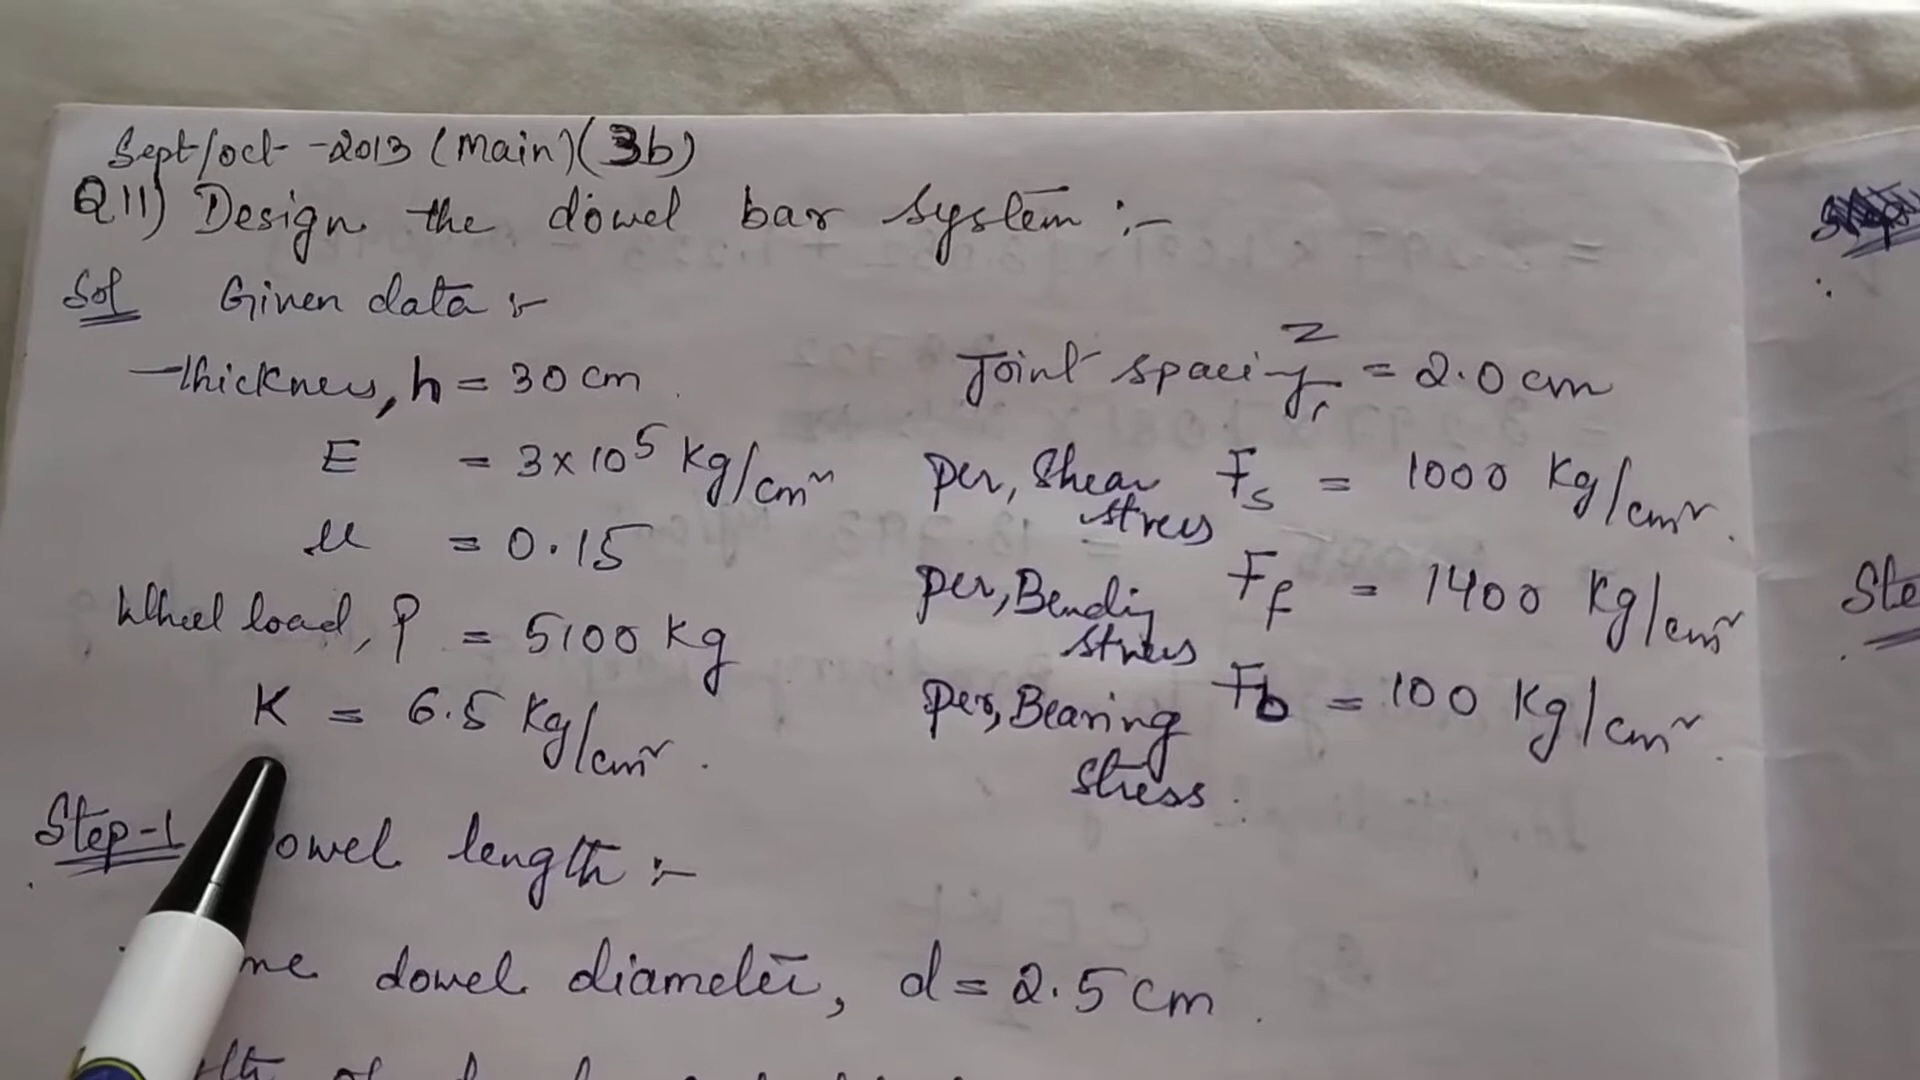 Sept/oct -2013 (main)(3b)
Q11) Design the dowel bar system :-
Sol Given data :-
thickness, h = 30 cm.
E = 3×10⁵ kg/cm²
μ = 0.15
Wheel load, P = 5100 kg
K = 6.5 kg/cm².
Joint spacing, z = 2.0 cm
per, Shear stress Fs = 1000 kg/cm².
per, Bending stress Ff = 1400 kg/cm²
per, Bearing stress Fb = 100 kg/cm².
Step-1 owel length :-
me dowel diameter, d = 2.5 cm.
Ste